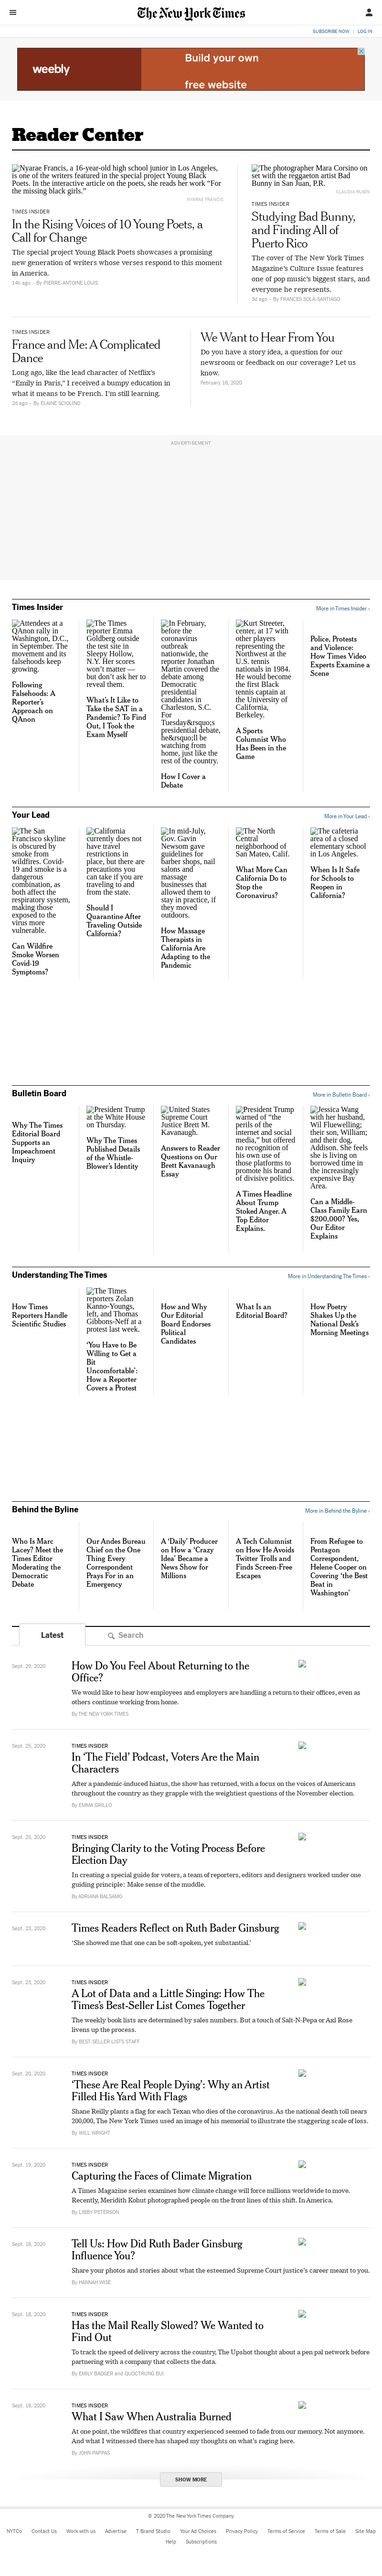 The New York Times
SUBSCRIBE NOW | LOG IN
weebly
Build your own
free website
Reader Center
Nyarae Francis, a 16-year-old high school junior in Los Angeles,
is one of the writers featured in the special project Young Black
Poets. In the interactive article on the poets, she reads her work “For
the missing black girls.”
NYARAE FRANCIS
TIMES INSIDER
In the Rising Voices of 10 Young Poets, a
Call for Change
The special project Young Black Poets showcases a promising
new generation of writers whose verses respond to this moment
in America.
14h ago – By PIERRE-ANTOINE LOUIS
The photographer Mara Corsino on
set with the reggaeton artist Bad
Bunny in San Juan, P.R.
CLAUDIA RUBEN
TIMES INSIDER
Studying Bad Bunny,
and Finding All of
Puerto Rico
The cover of The New York Times
Magazine’s Culture Issue features
one of pop music’s biggest stars, and
everyone he represents.
2d ago – By FRANCES SOLÁ-SANTIAGO
TIMES INSIDER
France and Me: A Complicated
Dance
Long ago, like the lead character of Netflix’s
“Emily in Paris,” I received a bumpy education in
what it means to be French. I’m still learning.
2d ago – By ELAINE SCIOLINO
We Want to Hear From You
Do you have a story idea, a question for our
newsroom or feedback on our coverage? Let us
know.
February 18, 2020
ADVERTISEMENT
Times Insider
More in Times Insider ›
Attendees at a
QAnon rally in
Washington, D.C.,
in September. The
movement and its
falsehoods keep
growing.
Following
Falsehoods: A
Reporter’s
Approach on
QAnon
The Times
reporter Emma
Goldberg outside
the test site in
Sleepy Hollow,
N.Y. Her scores
won’t matter —
but don’t ask her to
reveal them.
What’s It Like to
Take the SAT in a
Pandemic? To Find
Out, I Took the
Exam Myself
In February,
before the
coronavirus
outbreak
nationwide, the
reporter Jonathan
Martin covered the
debate among
Democratic
presidential
candidates in
Charleston, S.C.
For
Tuesday&rsquo;s
presidential debate,
he&rsquo;ll be
watching from
home, just like the
rest of the country.
How I Cover a
Debate
Kurt Streeter,
center, at 17 with
other players
representing the
Northwest at the
U.S. tennis
nationals in 1984.
He would become
the first Black
tennis captain at
the University of
California,
Berkeley.
A Sports
Columnist Who
Has Been in the
Game
Police, Protests
and Violence:
How Times Video
Experts Examine a
Scene
Your Lead
More in Your Lead ›
The San
Francisco skyline
is obscured by
smoke from
wildfires. Covid-
19 and smoke is a
dangerous
combination, as
both affect the
respiratory system,
making those
exposed to the
virus more
vulnerable.
Can Wildfire
Smoke Worsen
Covid-19
Symptoms?
California
currently does not
have travel
restrictions in
place, but there are
precautions you
can take if you are
traveling to and
from the state.
Should I
Quarantine After
Traveling Outside
California?
In mid-July,
Gov. Gavin
Newsom gave
guidelines for
barber shops, nail
salons and
massage
businesses that
allowed them to
stay in practice, if
they moved
outdoors.
How Massage
Therapists in
California Are
Adapting to the
Pandemic
The North
Central
neighborhood of
San Mateo, Calif.
What More Can
California Do to
Stop the
Coronavirus?
The cafeteria
area of a closed
elementary school
in Los Angeles.
When Is It Safe
for Schools to
Reopen in
California?
Bulletin Board
More in Bulletin Board ›
Why The Times
Editorial Board
Supports an
Impeachment
Inquiry
President Trump
at the White House
on Thursday.
Why The Times
Published Details
of the Whistle-
Blower’s Identity
United States
Supreme Court
Justice Brett M.
Kavanaugh.
Answers to Reader
Questions on Our
Brett Kavanaugh
Essay
President Trump
warned of “the
perils of the
internet and social
media,” but offered
no recognition of
his own use of
those platforms to
promote his brand
of divisive politics.
A Times Headline
About Trump
Stoked Anger. A
Top Editor
Explains.
Jessica Wang
with her husband,
Wil Fluewelling;
their son, William;
and their dog,
Addison. She feels
she is living on
borrowed time in
her increasingly
expensive Bay
Area.
Can a Middle-
Class Family Earn
$200,000? Yes,
Our Editor
Explains
Understanding The Times
More in Understanding The Times ›
How Times
Reporters Handle
Scientific Studies
The Times
reporters Zolan
Kanno-Youngs,
left, and Thomas
Gibbons-Neff at a
protest last week.
‘You Have to Be
Willing to Get a
Bit
Uncomfortable’:
How a Reporter
Covers a Protest
How and Why
Our Editorial
Board Endorses
Political
Candidates
What Is an
Editorial Board?
How Poetry
Shakes Up the
National Desk’s
Morning Meetings
Behind the Byline
More in Behind the Byline ›
Who Is Marc
Lacey? Meet the
Times Editor
Moderating the
Democratic
Debate
Our Andes Bureau
Chief on the One
Thing Every
Correspondent
Prays For in an
Emergency
A ‘Daily’ Producer
on How a ‘Crazy
Idea’ Became a
News Show for
Millions
A Tech Columnist
on How He Avoids
Twitter Trolls and
Finds Screen-Free
Escapes
From Refugee to
Pentagon
Correspondent,
Helene Cooper on
Covering ‘the Best
Beat in
Washington’
Latest
Search
Sept. 29, 2020
How Do You Feel About Returning to the
Office?
We would like to hear how employees and employers are handling a return to their offices, even as
others continue working from home.
By THE NEW YORK TIMES
Sept. 25, 2020
TIMES INSIDER
In ‘The Field’ Podcast, Voters Are the Main
Characters
After a pandemic-induced hiatus, the show has returned, with a focus on the voices of Americans
throughout the country as they grapple with the weightiest questions of the November election.
By EMMA GRILLO
Sept. 25, 2020
TIMES INSIDER
Bringing Clarity to the Voting Process Before
Election Day
In creating a special guide for voters, a team of reporters, editors and designers worked under one
guiding principle: Make sense of the muddle.
By ADRIANA BALSAMO
Sept. 23, 2020
Times Readers Reflect on Ruth Bader Ginsburg
‘She showed me that one can be soft-spoken, yet substantial.’
Sept. 23, 2020
TIMES INSIDER
A Lot of Data and a Little Singing: How The
Times’s Best-Seller List Comes Together
The weekly book lists are determined by sales numbers. But a touch of Salt-N-Pepa or Axl Rose
livens up the process.
By BEST-SELLER LISTS STAFF
Sept. 20, 2020
TIMES INSIDER
‘These Are Real People Dying’: Why an Artist
Filled His Yard With Flags
Shane Reilly plants a flag for each Texan who dies of the coronavirus. As the national death toll nears
200,000, The New York Times used an image of his memorial to illustrate the staggering scale of loss.
By WILL WRIGHT
Sept. 19, 2020
TIMES INSIDER
Capturing the Faces of Climate Migration
A Times Magazine series examines how climate change will force millions worldwide to move.
Recently, Meridith Kohut photographed people on the front lines of this shift. In America.
By LIBBY PETERSON
Sept. 18, 2020
Tell Us: How Did Ruth Bader Ginsburg
Influence You?
Share your photos and stories about what the esteemed Supreme Court justice’s career meant to you.
By HANNAH WISE
Sept. 18, 2020
TIMES INSIDER
Has the Mail Really Slowed? We Wanted to
Find Out
To track the speed of delivery across the country, The Upshot thought about a pen pal network before
partnering with a company that collects the data.
By EMILY BADGER and QUOCTRUNG BUI
Sept. 18, 2020
TIMES INSIDER
What I Saw When Australia Burned
At one point, the wildfires that country experienced seemed to fade from our memory. Not anymore.
And what I witnessed there has shaped my thoughts on what’s raging here.
By JOHN PAPPAS
SHOW MORE
© 2020 The New York Times Company
NYTCo Contact Us Work with us Advertise T Brand Studio Your Ad Choices Privacy Policy Terms of Service Terms of Sale Site Map
Help Subscriptions